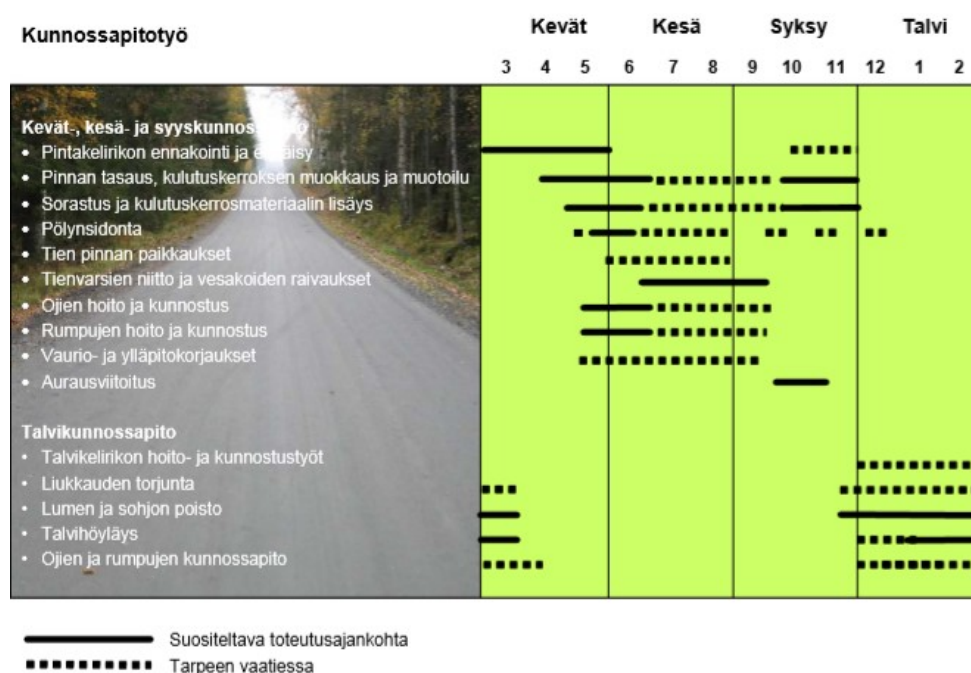 Kunnossapitotyö
Kevät Kesä Syksy Talvi
3 4 5 6 7 8 9 10 11 12 1 2
Kevät-, kesä- ja
• Pintakelirikon ennakointi ja
• Pinnan tasaus, kulutuskerroksen muokkaus ja muotoilu
• Sorastus ja kulutuskerrosmateriaalin lisäys
• Pölynsidonta
• Tien pinnan paikkaukset
• Tienvarsien niitto ja vesakoiden raivaukset
• Ojien hoito ja kunnostus
• Rumpujen hoito ja kunnostus
• Vaurio- ja ylläpitokorjaukset
• Aurausviitoitus
Talvikunnossapito
• Talvikelirikon hoito- ja kunnostustyöt
• Liukkauden torjunta
• Lumen ja sohjon poisto
• Talvihöyläys
• Ojien ja rumpujen kunnossapito
Suositeltava toteutusajankohta
Tarpeen vaatiessa